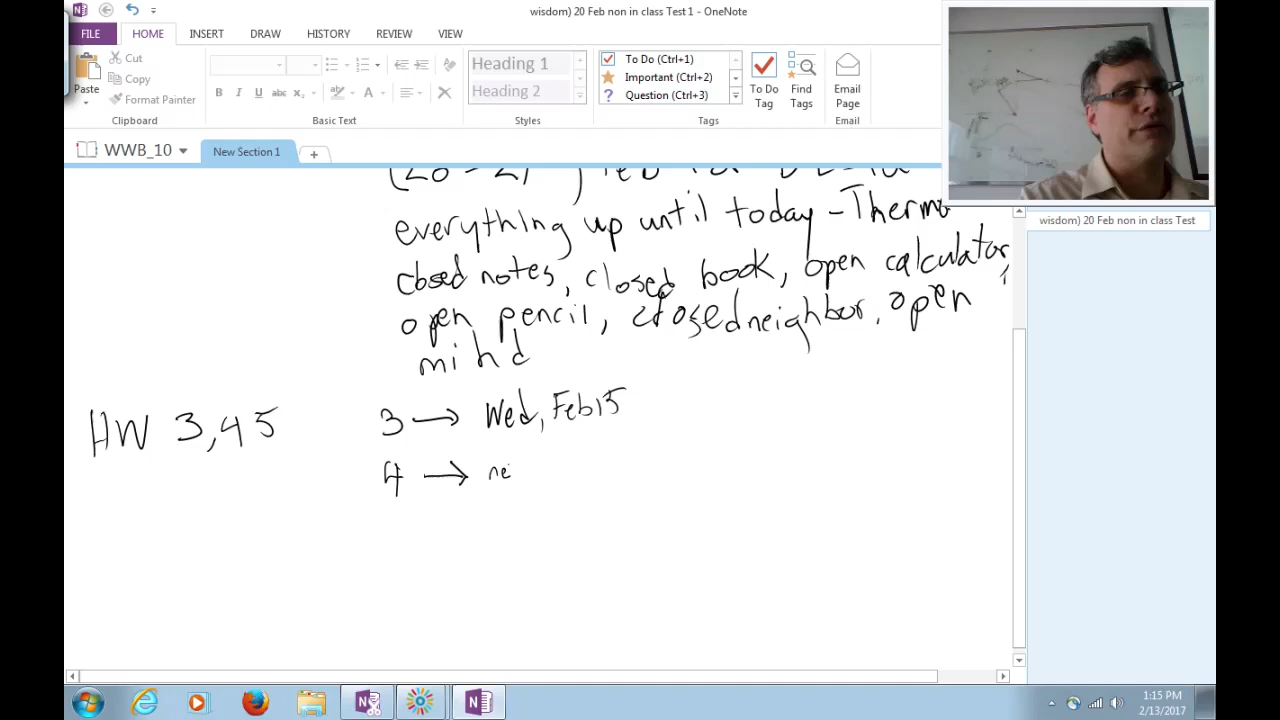 wisdom) 20 Feb non in class Test 1 - OneNote
FILE HOME INSERT DRAW HISTORY REVIEW VIEW
Paste Cut Copy Format Painter
B I U abc A
Heading 1
Heading 2
To Do (Ctrl+1)
Important (Ctrl+2)
Question (Ctrl+3)
To Do Tag
Find Tags
Email Page
Clipboard Basic Text Styles Tags Email
WWB_10 New Section 1
wisdom) 20 Feb non in class Test
everything up until today - Thermo
closed notes, closed book, open calculator,
open pencil, closed neighbor, open
mind
HW 3,45 3 → Wed, Feb 15
4 → ne
1:15 PM
2/13/2017